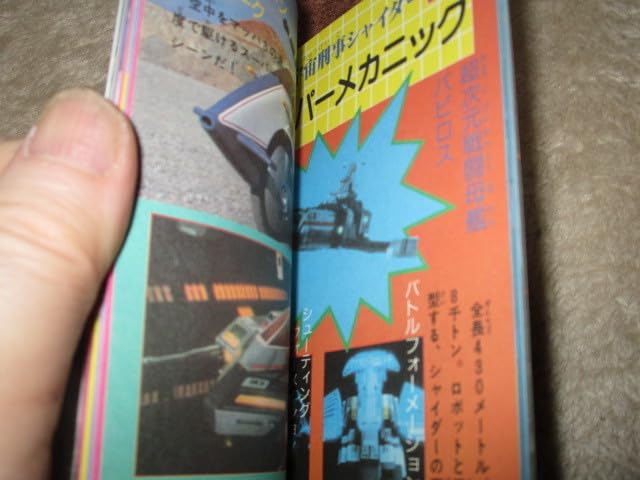 宙刑事シャイダー
パーメカニック
超次元戦闘母艦
バビロス
全長430メートル
8千トン。ロボットと
型する、シャイダーの
バトルフォーメーション
シューティング
空中をマッハ
度で駆けるスー
シーンだ！